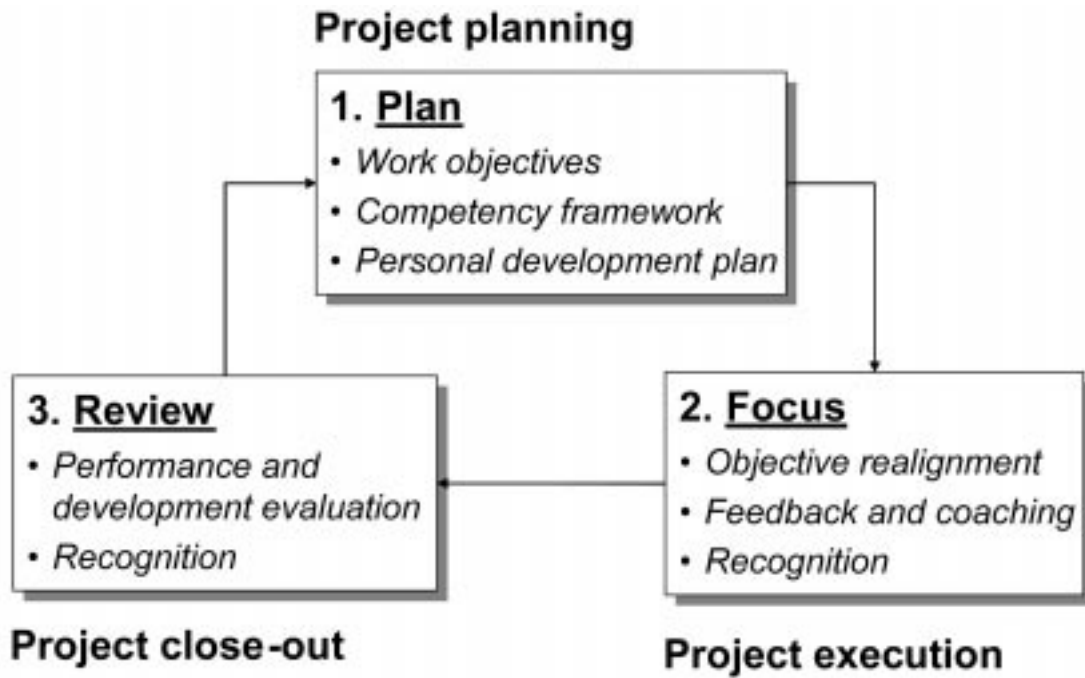 Project planning
1. Plan
• Work objectives
• Competency framework
• Personal development plan
3. Review
• Performance and
development evaluation
• Recognition
Project close-out
2. Focus
• Objective realignment
• Feedback and coaching
• Recognition
Project execution